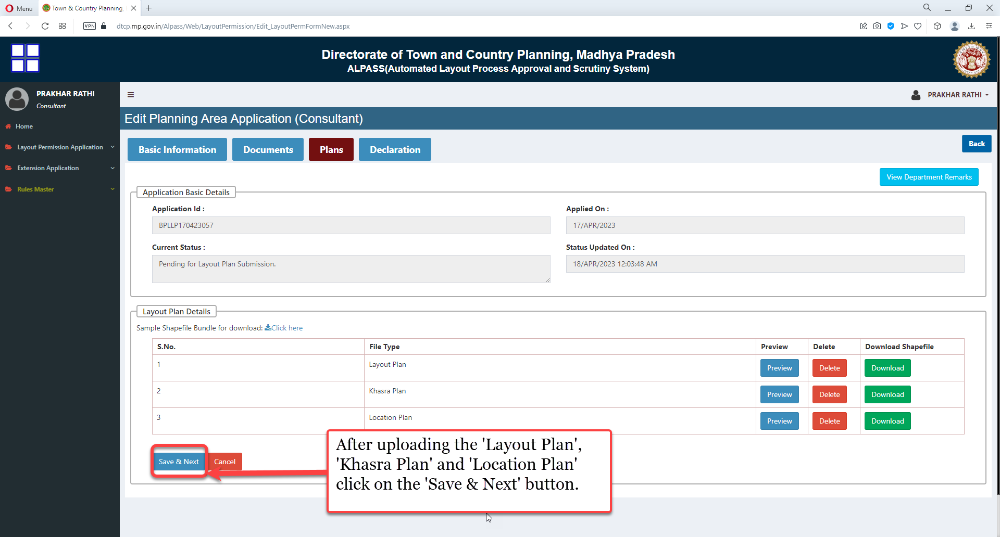 Menu
Town & Country Planning,
VPN
dtcp.mp.gov.in/Alpass/Web/LayoutPermission/Edit_LayoutPermFormNew.aspx
Directorate of Town and Country Planning, Madhya Pradesh
ALPASS(Automated Layout Process Approval and Scrutiny System)
PRAKHAR RATHI
Consultant
PRAKHAR RATHI
Home
Layout Permission Application
Extension Application
Rules Master
Edit Planning Area Application (Consultant)
Basic Information
Documents
Plans
Declaration
Back
View Department Remarks
Application Basic Details
Application Id :
BPLLP170423057
Applied On :
17/APR/2023
Current Status :
Pending for Layout Plan Submission.
Status Updated On :
18/APR/2023 12:03:48 AM
Layout Plan Details
Sample Shapefile Bundle for download: Click here
S.No. File Type Preview Delete Download Shapefile
1 Layout Plan Preview Delete Download
2 Khasra Plan Preview Delete Download
3 Location Plan Preview Delete Download
Save & Next
Cancel
After uploading the 'Layout Plan',
'Khasra Plan' and 'Location Plan'
click on the 'Save & Next' button.